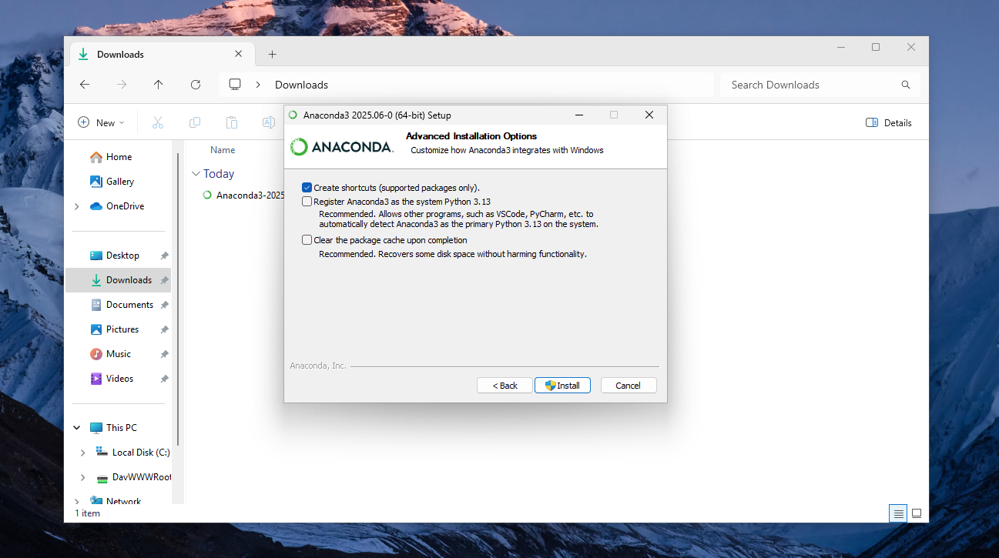 Downloads
Downloads
Search Downloads
New
Details
Home
Gallery
OneDrive
Desktop
Downloads
Documents
Pictures
Music
Videos
This PC
Local Disk (C:)
DavWWWRoot
Network
1 item
Name
Today
Anaconda3-2025
Anaconda3 2025.06-0 (64-bit) Setup
ANACONDA.
Advanced Installation Options
Customize how Anaconda3 integrates with Windows
Create shortcuts (supported packages only).
Register Anaconda3 as the system Python 3.13
Recommended. Allows other programs, such as VSCode, PyCharm, etc. to
automatically detect Anaconda3 as the primary Python 3.13 on the system.
Clear the package cache upon completion
Recommended. Recovers some disk space without harming functionality.
Anaconda, Inc.
< Back
Install
Cancel